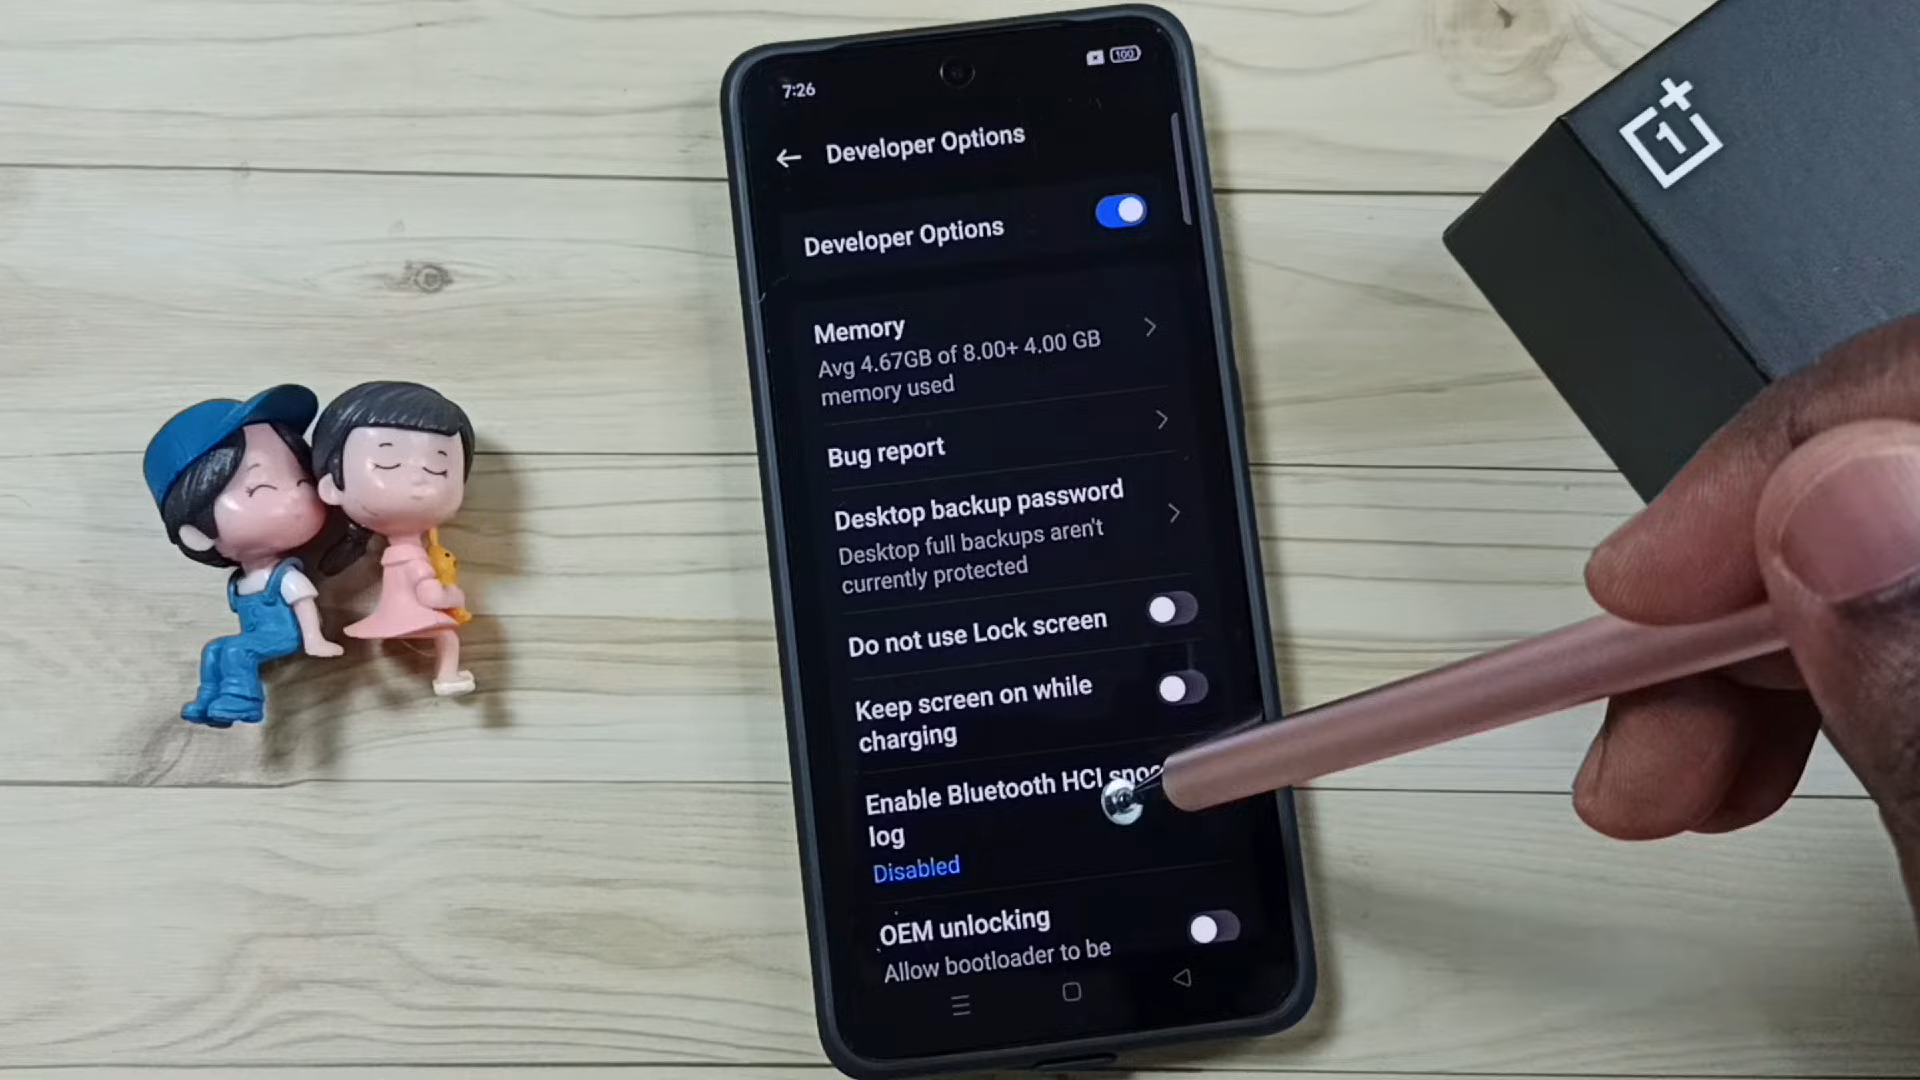 7:26
100
Developer Options
Developer Options
Memory
Avg 4.67GB of 8.00+ 4.00 GB
memory used
Bug report
Desktop backup password
Desktop full backups aren't
currently protected
Do not use Lock screen
Keep screen on while
charging
Enable Bluetooth HCI
log
Disabled
OEM unlocking
Allow bootloader to be
1+